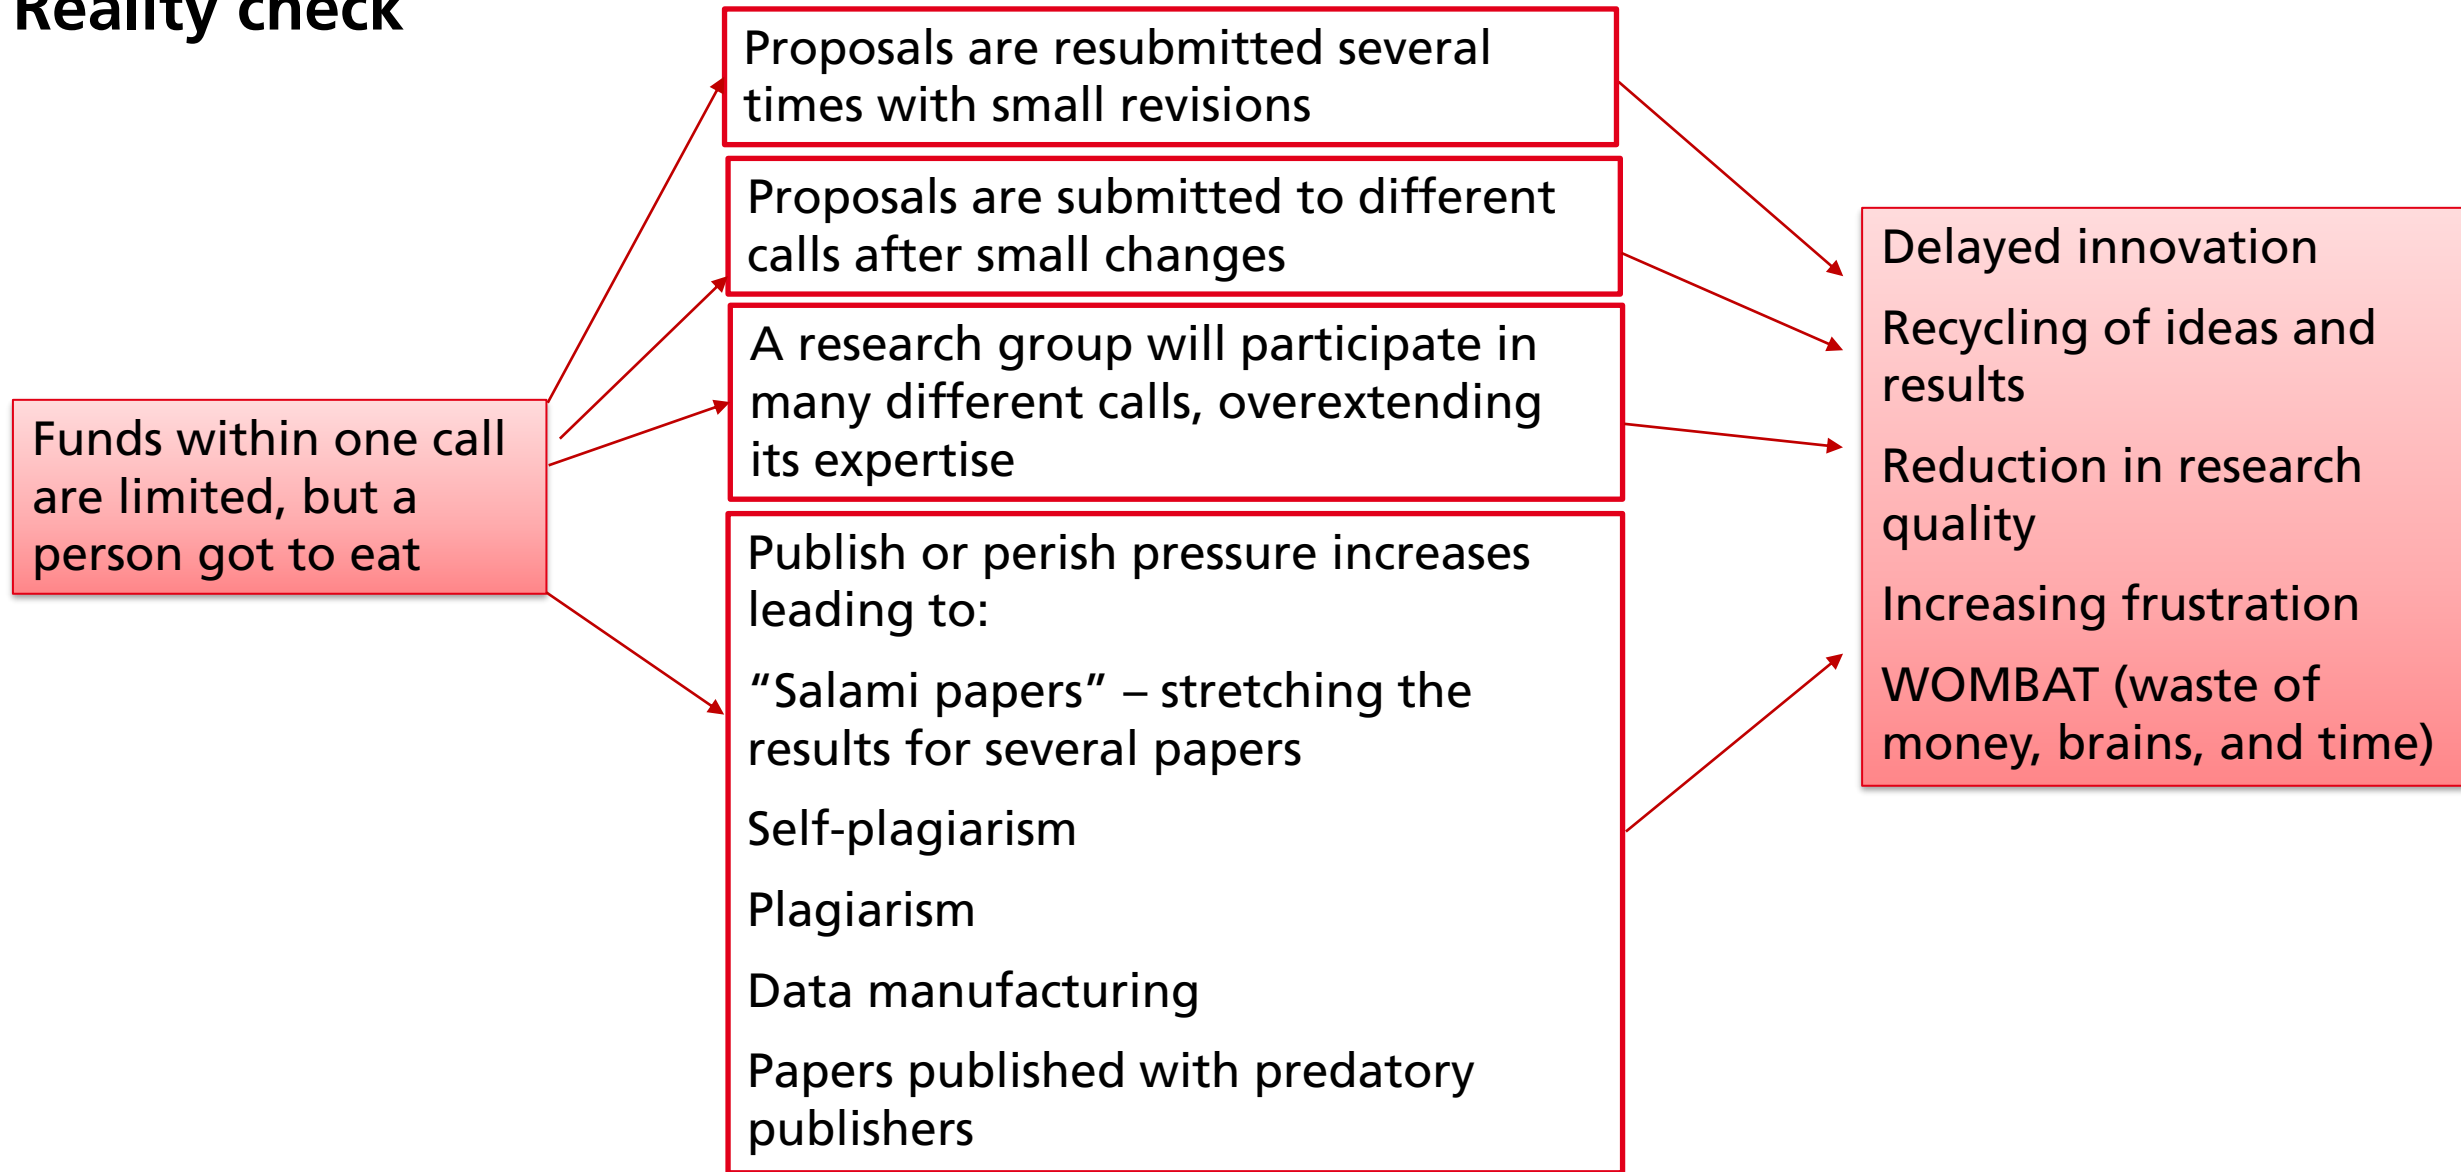 Reality check
Proposals are resubmitted several
times with small revisions
Proposals are submitted to different
calls after small changes
A research group will participate in
many different calls, overextending
its expertise
Funds within one call
are limited, but a
person got to eat
Publish or perish pressure increases
leading to:
“Salami papers” – stretching the
results for several papers
Self-plagiarism
Plagiarism
Data manufacturing
Papers published with predatory
publishers
Delayed innovation
Recycling of ideas and
results
Reduction in research
quality
Increasing frustration
WOMBAT (waste of
money, brains, and time)